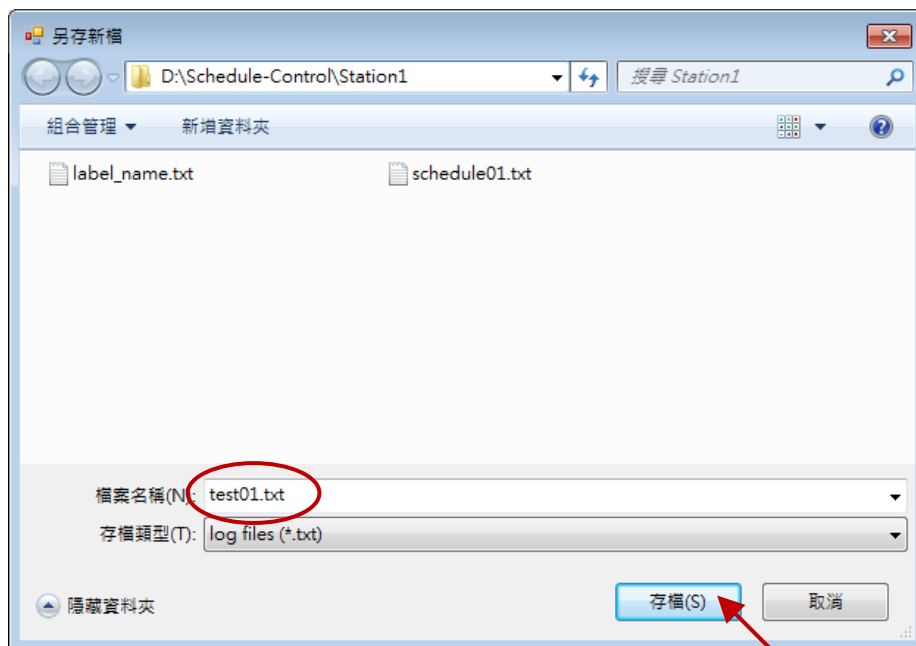 另存新檔
D:\Schedule-Control\Station1 搜尋 Station1
組合管理 新增資料夾
label_name.txt schedule01.txt
檔案名稱(N): test01.txt
存檔類型(T): log files (*.txt)
隱藏資料夾 存檔(S) 取消